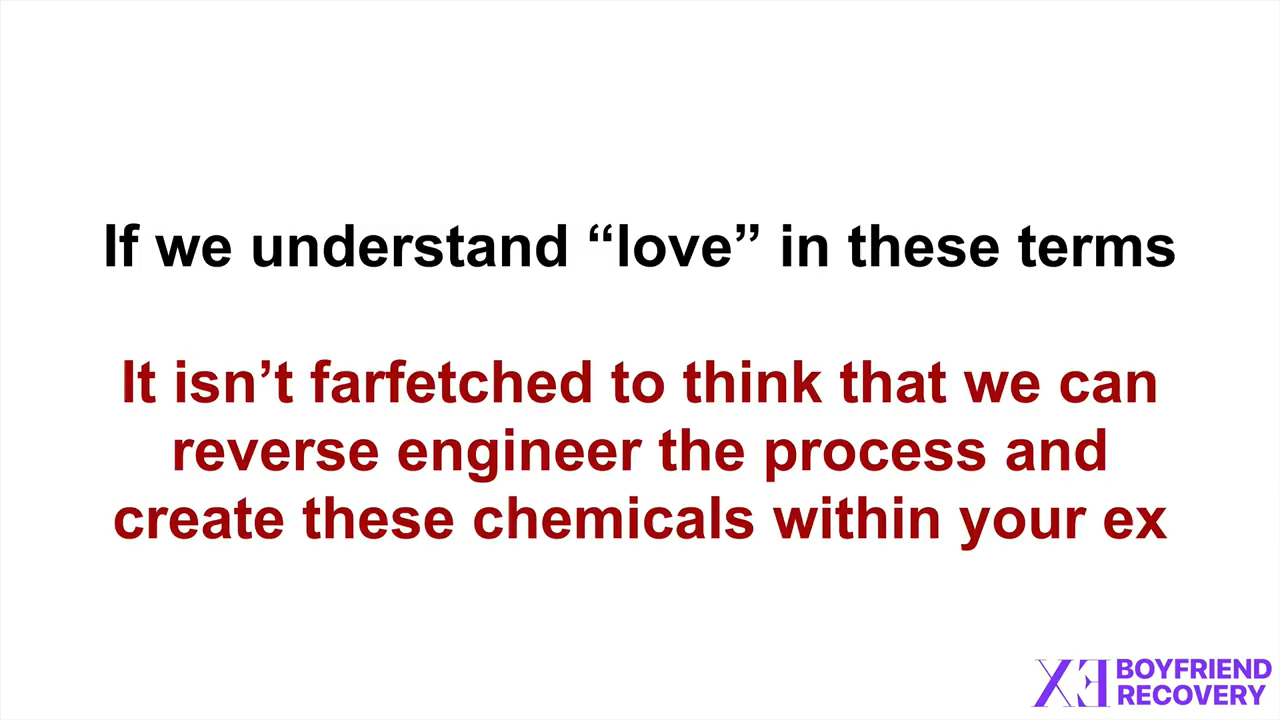 If we understand “love” in these terms
It isn’t farfetched to think that we can
reverse engineer the process and
create these chemicals within your ex
EX BOYFRIEND
RECOVERY